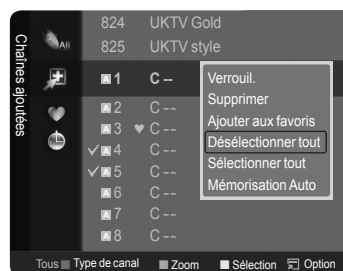 824 UKTV Gold
825 UKTV style
Chaînes ajoutées
All
A 1 C --
A 2 C --
A 3 ♥ C --
✓ A 4 C --
✓ A 5 C --
A 6 C --
A 7 C --
A 8 C --
Verrouil.
Supprimer
Ajouter aux favoris
Désélectionner tout
Sélectionner tout
Mémorisation Auto
Tous Type de canal Zoom Sélection Option